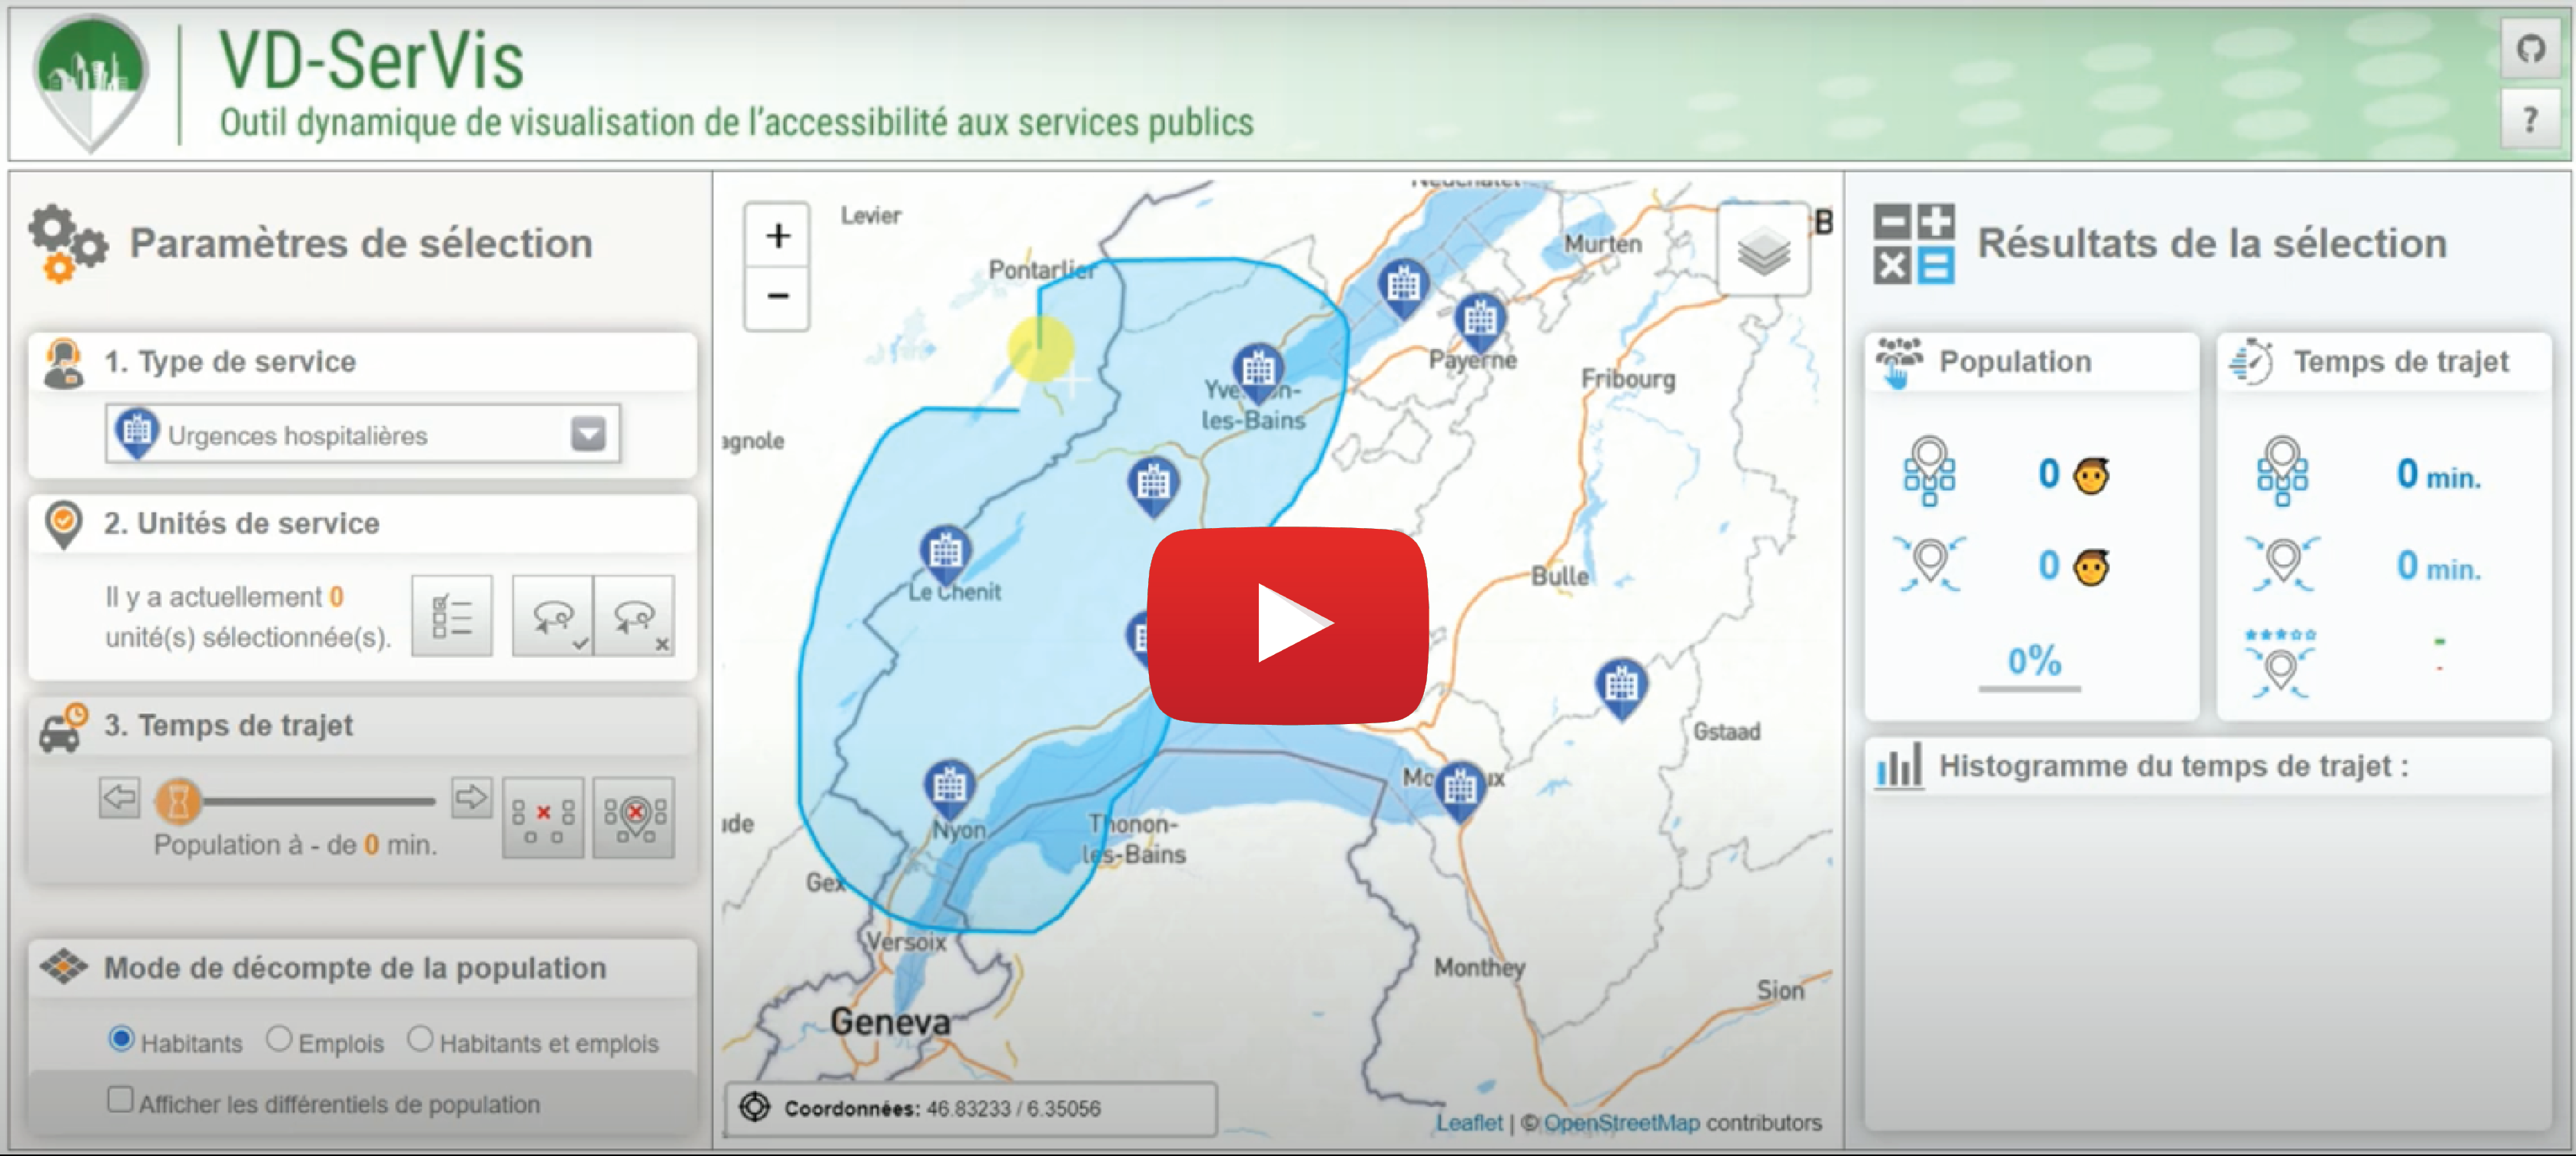 VD-SerVis
Outil dynamique de visualisation de l'accessibilité aux services publics
?
Paramètres de sélection
1. Type de service
Urgences hospitalières
2. Unités de service
Il y a actuellement 0
unité(s) sélectionnée(s).
3. Temps de trajet
Population à - de 0 min.
Mode de décompte de la population
Habitants
Emplois
Habitants et emplois
Afficher les différentiels de population
+
−
Levier
Pontarlier
Murten
B
Payerne
Fribourg
les-Bains
agnole
Le Chenit
Bulle
Gstaad
Nyon
Thonon-
les-Bains
Gex
Versoix
Geneva
Monthey
Sion
Coordonnées: 46.83233 / 6.35056
Leaflet | © OpenStreetMap contributors
Résultats de la sélection
Population
0
0
0%
Temps de trajet
0 min.
0 min.
-
-
Histogramme du temps de trajet :